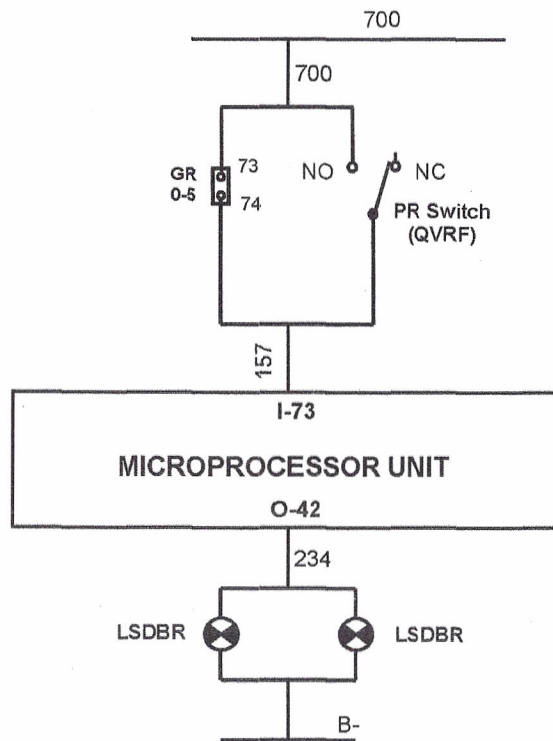 700
700
GR
0-5
73
74
NO
NC
PR Switch
(QVRF)
157
I-73
MICROPROCESSOR UNIT
O-42
234
LSDBR
LSDBR
B-